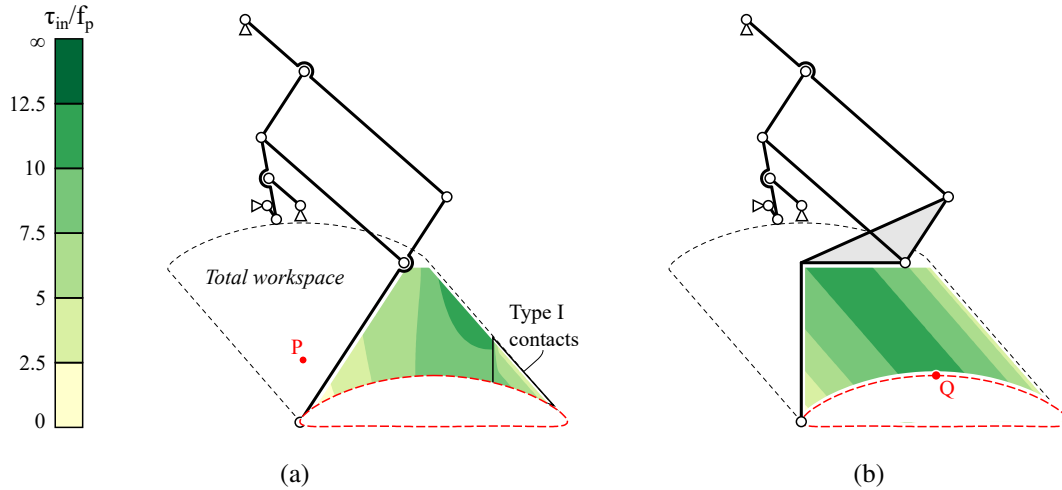 τin/fp
∞
12.5
10
7.5
5
2.5
0
Total workspace
P
Type I
contacts
Q
(a)
(b)